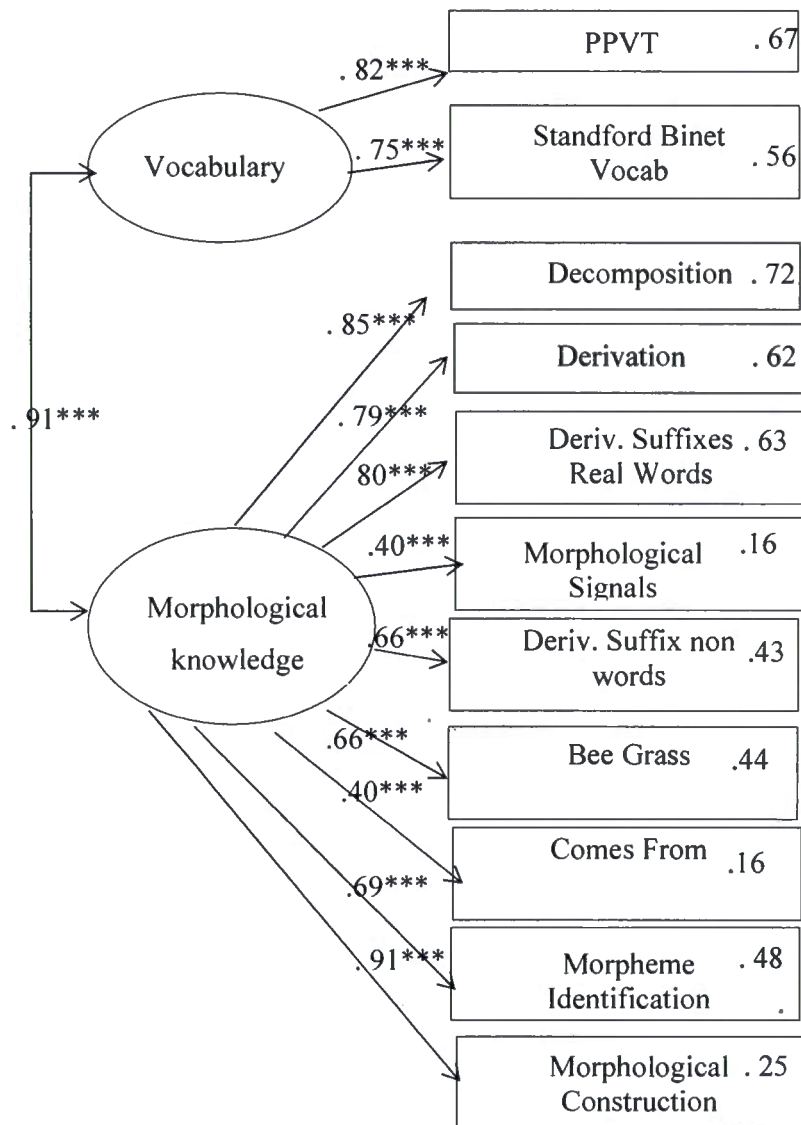 PPVT .67
.82***
Vocabulary
.75***
Standford Binet
Vocab .56
Decomposition .72
.85***
Derivation .62
.91***
.79***
Deriv. Suffixes .63
Real Words
80***
.40***
Morphological .16
Signals
Morphological
knowledge
.66***
Deriv. Suffix non .43
words
.66***
Bee Grass .44
.40***
Comes From .16
.69***
Morpheme .48
Identification
.91***
Morphological .25
Construction